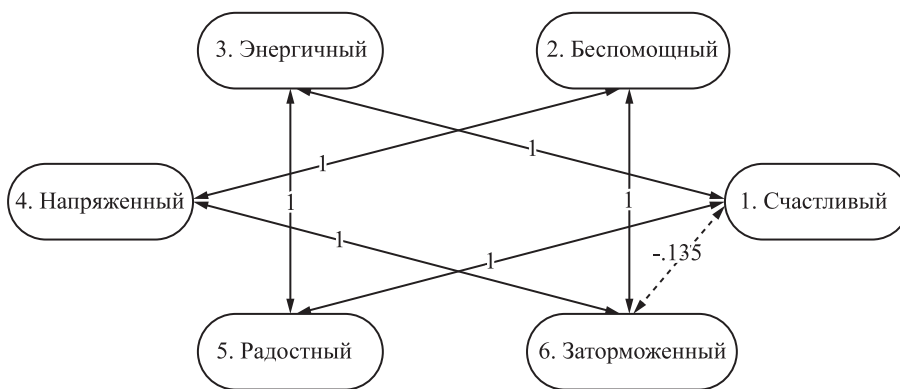 3. Энергичный
2. Беспомощный
1
1
4. Напряженный
1
1
1. Счастливый
1
1
-.135
5. Радостный
6. Заторможенный